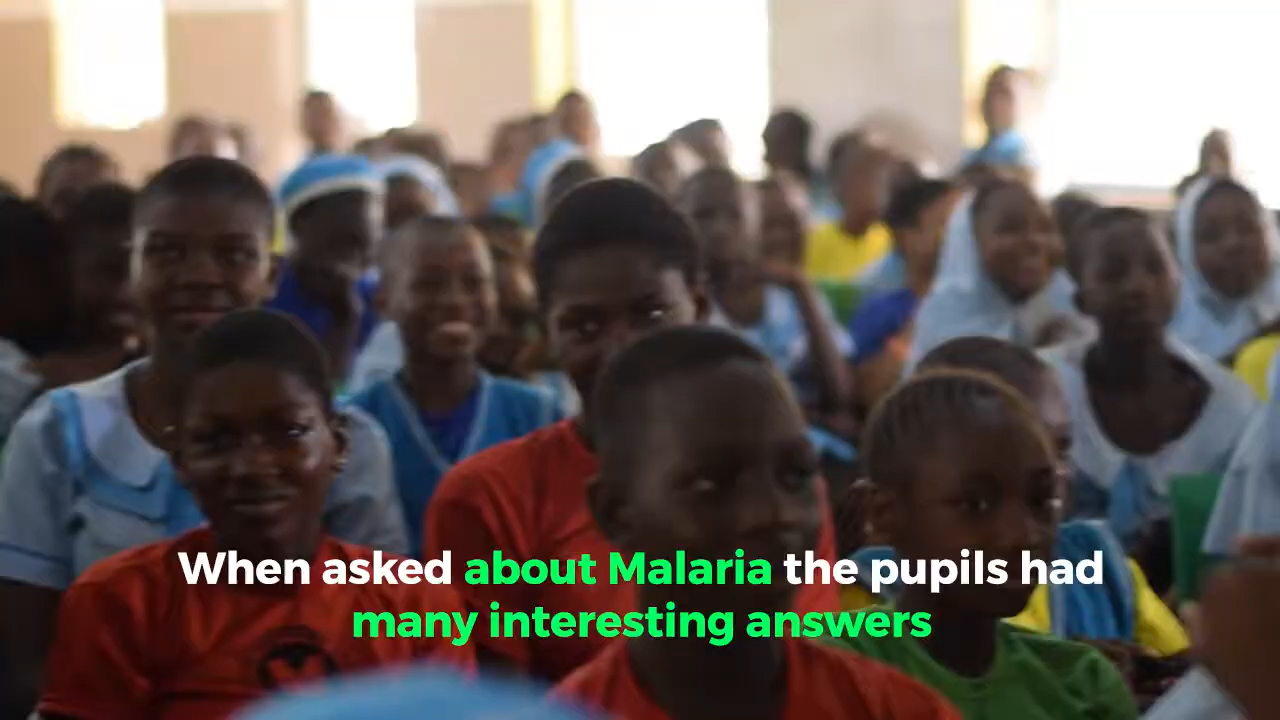 When asked about Malaria the pupils had
many interesting answers